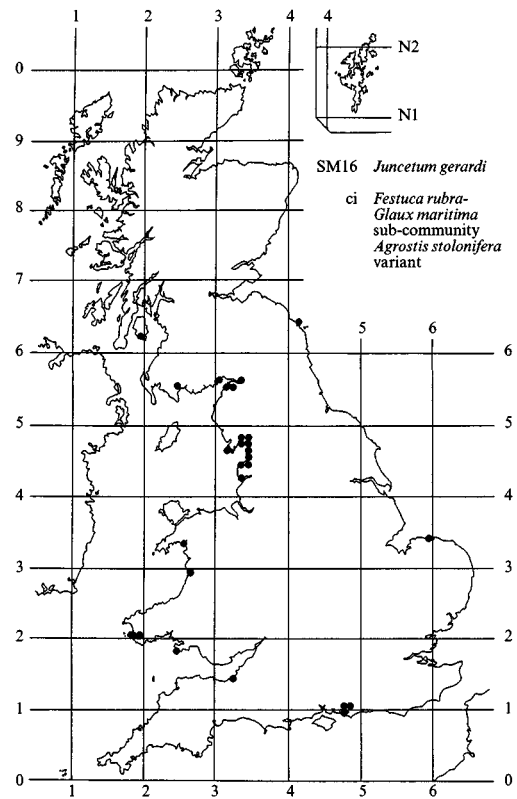 1 2 3 4 4
N2
0
N1
9
SM16 Juncetum gerardi
ci Festuca rubra-
Glaux maritima
sub-community
Agrostis stolonifera
variant
8
7
5 6
6 6
5 5
4 4
3 3
2 2
1 1
0 0
1 2 3 4 5 6